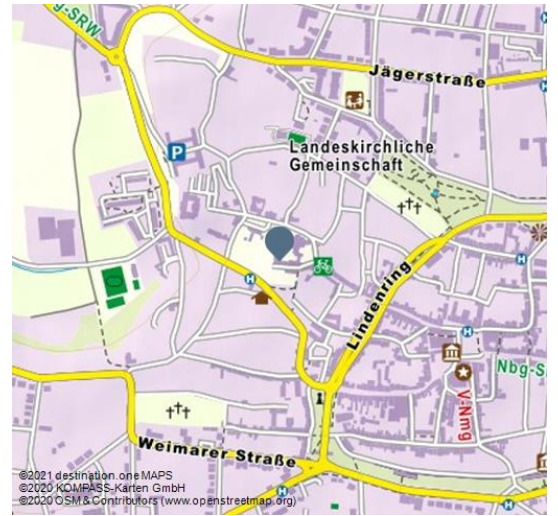 g-SRW
Jägerstraße
H
P
Landeskirchliche
Gemeinschaft
H
H
H
Lindenring
H
Nbg-S
V-Nmg
Weimarer Straße
H
H
©2021 destination.one MAPS
©2020 KOMPASS-Karten GmbH
©2020 OSM & Contributors (www.openstreetmap.org)